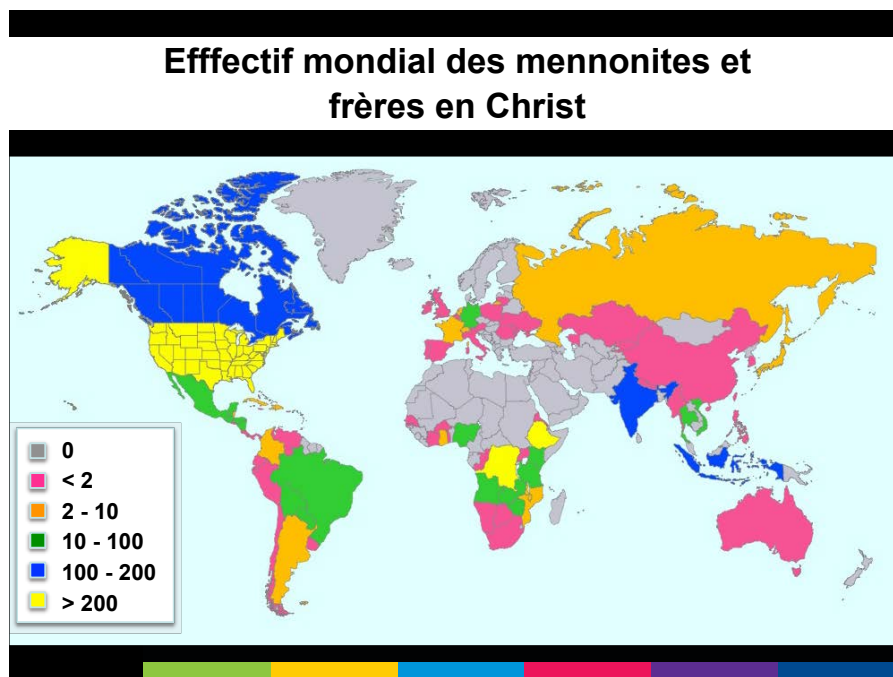 Efffectif mondial des mennonites et
frères en Christ
0
< 2
2 - 10
10 - 100
100 - 200
> 200